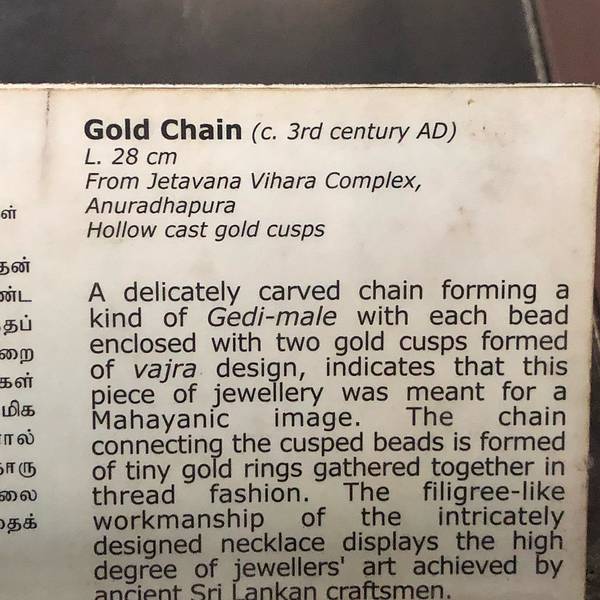 Gold Chain (c. 3rd century AD)
L. 28 cm
From Jetavana Vihara Complex,
Anuradhapura
Hollow cast gold cusps
A delicately carved chain forming a
kind of Gedi-male with each bead
enclosed with two gold cusps formed
of vajra design, indicates that this
piece of jewellery was meant for a
Mahayanic image. The chain
connecting the cusped beads is formed
of tiny gold rings gathered together in
thread fashion. The filigree-like
workmanship of the intricately
designed necklace displays the high
degree of jewellers' art achieved by
ancient Sri Lankan craftsmen.